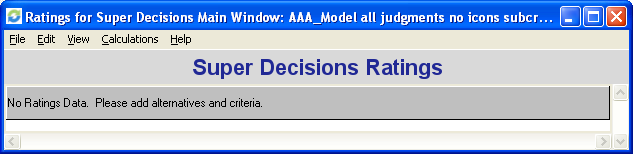 Ratings for Super Decisions Main Window: AAA_Model all judgments no icons subcr...
File Edit View Calculations Help
Super Decisions Ratings
No Ratings Data. Please add alternatives and criteria.